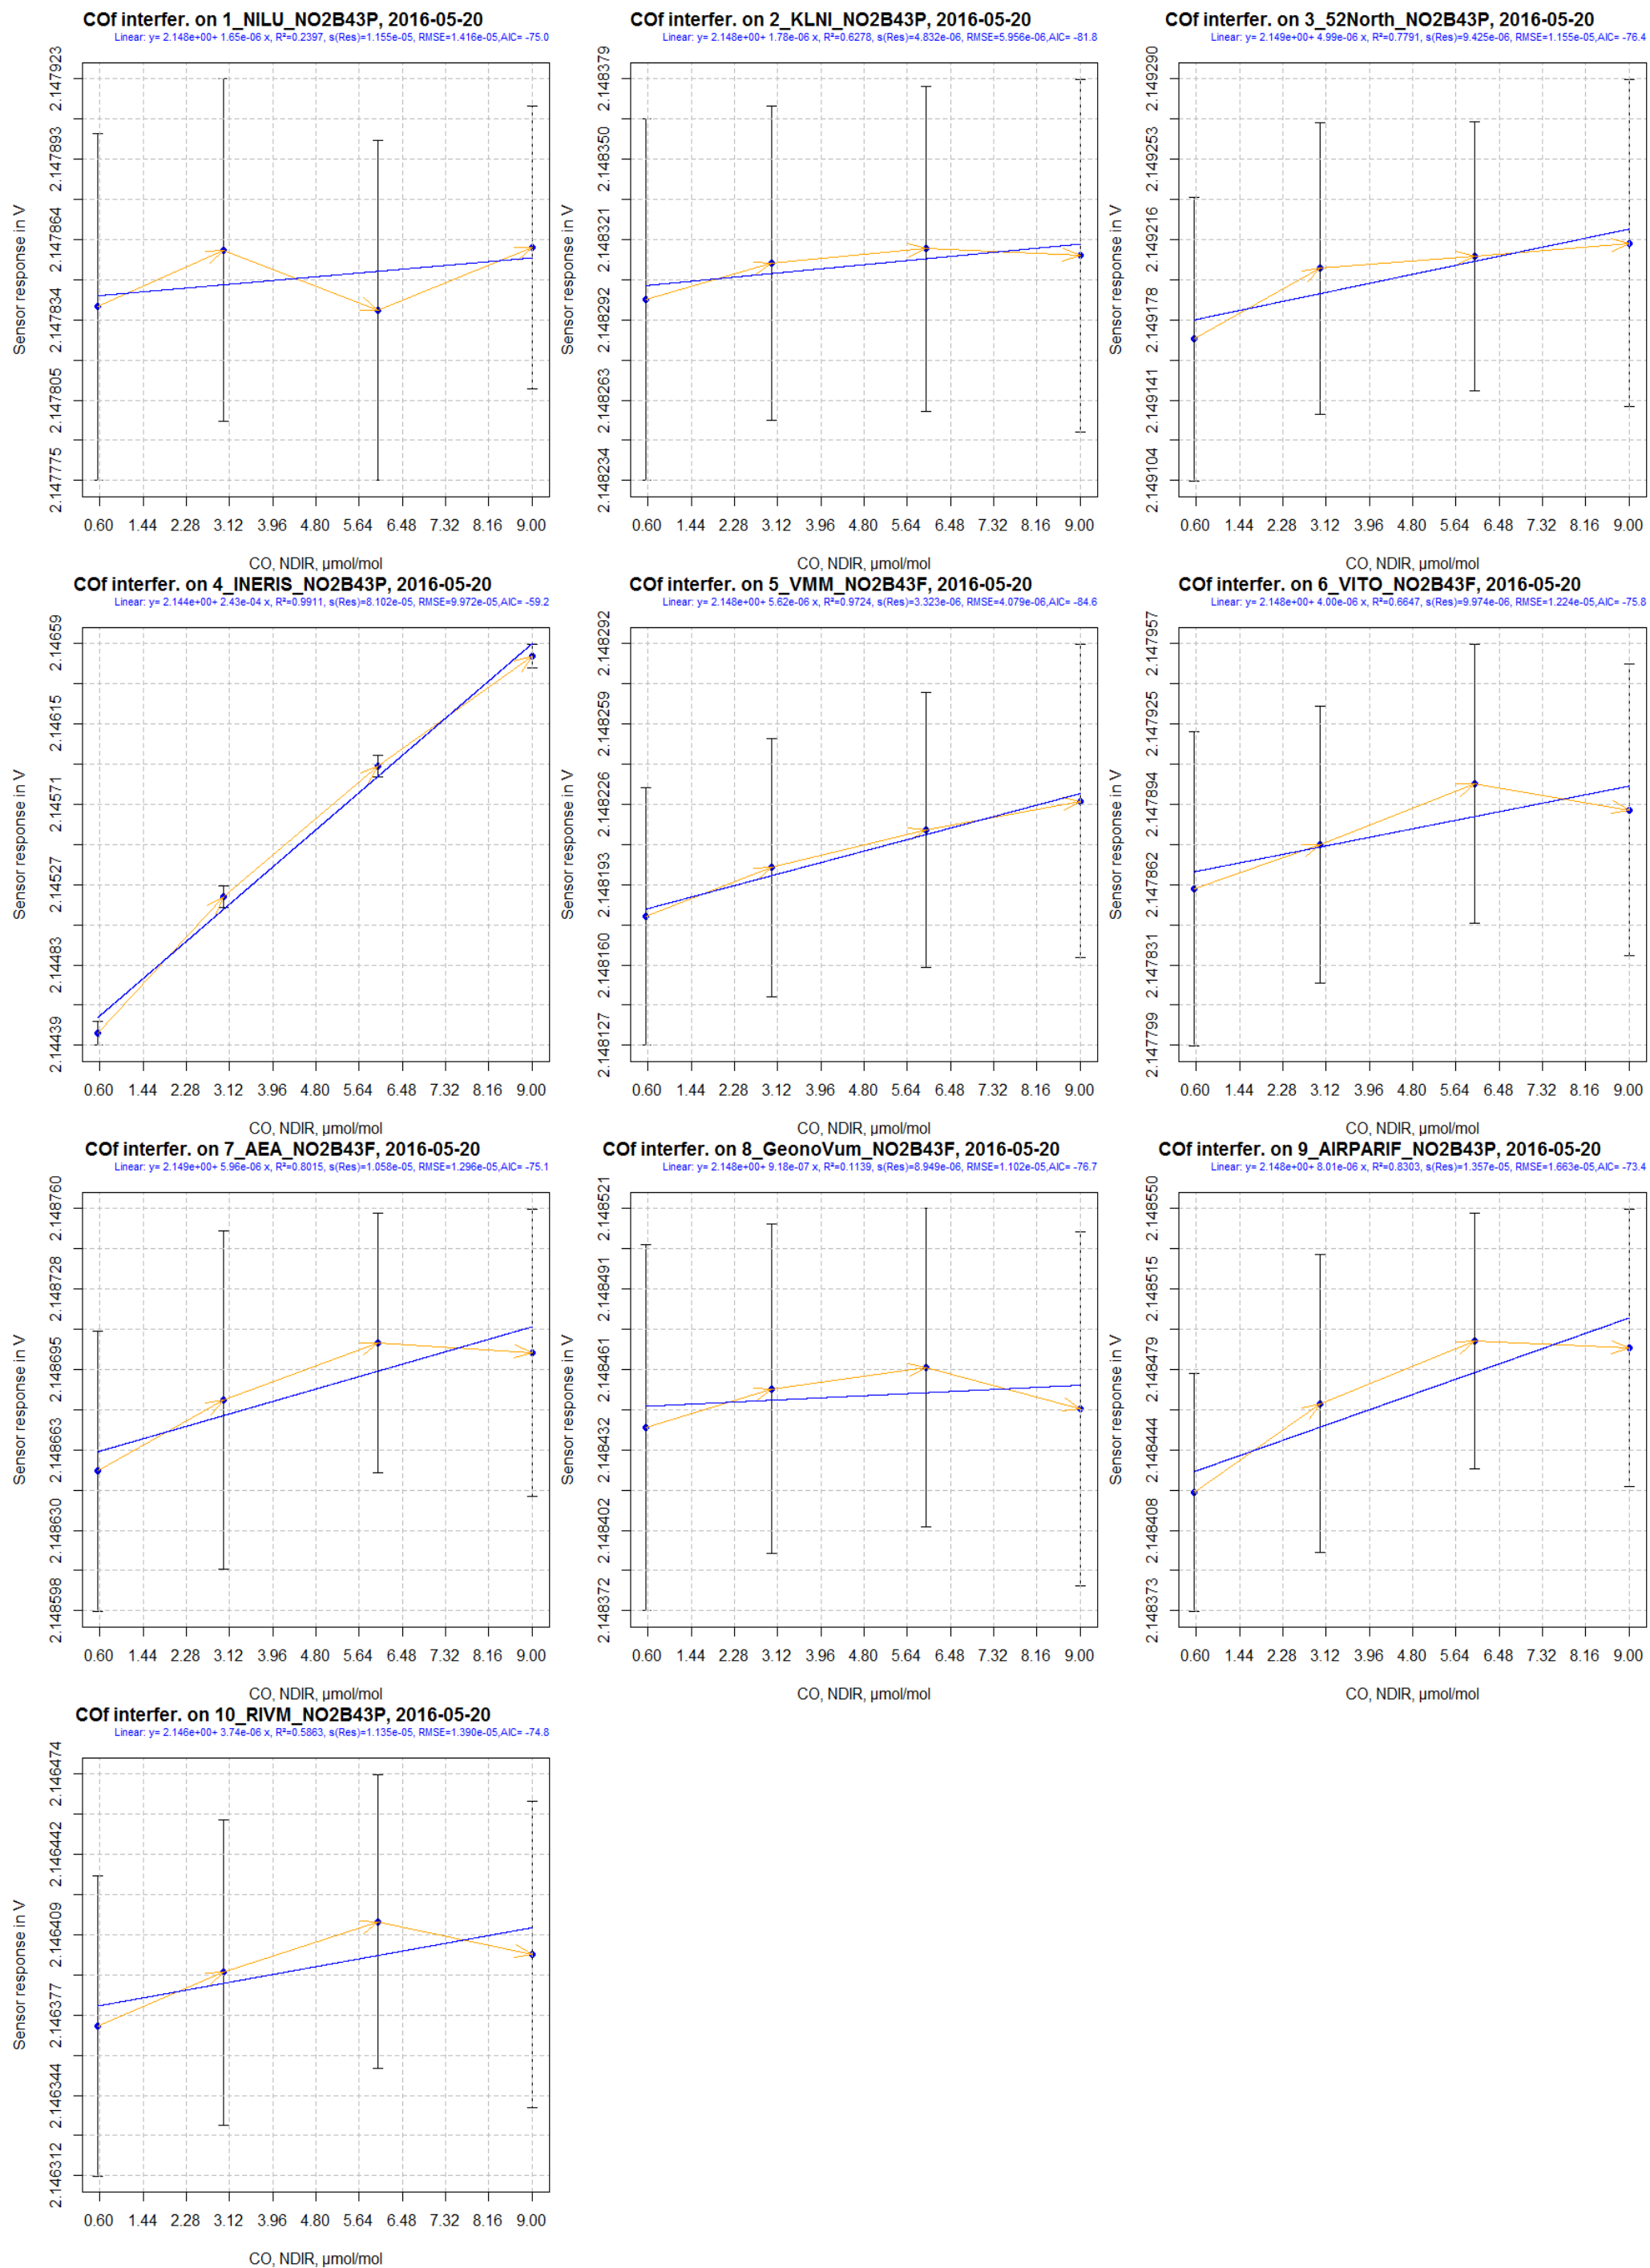 COf interfer. on 1_NILU_NO2B43P, 2016-05-20
Linear: y= 2.148e+00+ 1.65e-06 x, R²=0.2397, s(Res)=1.155e-05, RMSE=1.416e-05,AIC= -75.0
Sensor response in V
2.147775 2.147805 2.147834 2.147864 2.147893 2.147923
0.60 1.44 2.28 3.12 3.96 4.80 5.64 6.48 7.32 8.16 9.00
CO, NDIR, µmol/mol
COf interfer. on 2_KLNI_NO2B43P, 2016-05-20
Linear: y= 2.148e+00+ 1.78e-06 x, R²=0.6278, s(Res)=4.832e-06, RMSE=5.956e-06,AIC= -81.8
Sensor response in V
2.148234 2.148263 2.148292 2.148321 2.148350 2.148379
0.60 1.44 2.28 3.12 3.96 4.80 5.64 6.48 7.32 8.16 9.00
CO, NDIR, µmol/mol
COf interfer. on 3_52North_NO2B43P, 2016-05-20
Linear: y= 2.149e+00+ 4.99e-06 x, R²=0.7791, s(Res)=9.425e-06, RMSE=1.155e-05,AIC= -76.4
Sensor response in V
2.149104 2.149141 2.149178 2.149216 2.149253 2.149290
0.60 1.44 2.28 3.12 3.96 4.80 5.64 6.48 7.32 8.16 9.00
CO, NDIR, µmol/mol
COf interfer. on 4_INERIS_NO2B43P, 2016-05-20
Linear: y= 2.144e+00+ 2.43e-04 x, R²=0.9911, s(Res)=8.102e-05, RMSE=9.972e-05,AIC= -59.2
Sensor response in V
2.14439 2.14483 2.14527 2.14571 2.14615 2.14659
0.60 1.44 2.28 3.12 3.96 4.80 5.64 6.48 7.32 8.16 9.00
CO, NDIR, µmol/mol
COf interfer. on 5_VMM_NO2B43F, 2016-05-20
Linear: y= 2.148e+00+ 5.62e-06 x, R²=0.9724, s(Res)=3.323e-06, RMSE=4.079e-06,AIC= -84.6
Sensor response in V
2.148127 2.148160 2.148193 2.148226 2.148259 2.148292
0.60 1.44 2.28 3.12 3.96 4.80 5.64 6.48 7.32 8.16 9.00
CO, NDIR, µmol/mol
COf interfer. on 6_VITO_NO2B43F, 2016-05-20
Linear: y= 2.148e+00+ 4.00e-06 x, R²=0.6647, s(Res)=9.974e-06, RMSE=1.224e-05,AIC= -75.8
Sensor response in V
2.147799 2.147831 2.147862 2.147894 2.147925 2.147957
0.60 1.44 2.28 3.12 3.96 4.80 5.64 6.48 7.32 8.16 9.00
CO, NDIR, µmol/mol
COf interfer. on 7_AEA_NO2B43F, 2016-05-20
Linear: y= 2.149e+00+ 5.96e-06 x, R²=0.8015, s(Res)=1.058e-05, RMSE=1.296e-05,AIC= -75.1
Sensor response in V
2.148598 2.148630 2.148663 2.148695 2.148728 2.148760
0.60 1.44 2.28 3.12 3.96 4.80 5.64 6.48 7.32 8.16 9.00
CO, NDIR, µmol/mol
COf interfer. on 8_GeonoVum_NO2B43F, 2016-05-20
Linear: y= 2.148e+00+ 9.18e-07 x, R²=0.1139, s(Res)=8.949e-06, RMSE=1.102e-05,AIC= -76.7
Sensor response in V
2.148372 2.148402 2.148432 2.148461 2.148491 2.148521
0.60 1.44 2.28 3.12 3.96 4.80 5.64 6.48 7.32 8.16 9.00
CO, NDIR, µmol/mol
COf interfer. on 9_AIRPARIF_NO2B43P, 2016-05-20
Linear: y= 2.148e+00+ 8.01e-06 x, R²=0.8303, s(Res)=1.357e-05, RMSE=1.663e-05,AIC= -73.4
Sensor response in V
2.148373 2.148408 2.148444 2.148479 2.148515 2.148550
0.60 1.44 2.28 3.12 3.96 4.80 5.64 6.48 7.32 8.16 9.00
CO, NDIR, µmol/mol
COf interfer. on 10_RIVM_NO2B43P, 2016-05-20
Linear: y= 2.146e+00+ 3.74e-06 x, R²=0.5863, s(Res)=1.135e-05, RMSE=1.390e-05,AIC= -74.8
Sensor response in V
2.146312 2.146344 2.146377 2.146409 2.146442 2.146474
0.60 1.44 2.28 3.12 3.96 4.80 5.64 6.48 7.32 8.16 9.00
CO, NDIR, µmol/mol